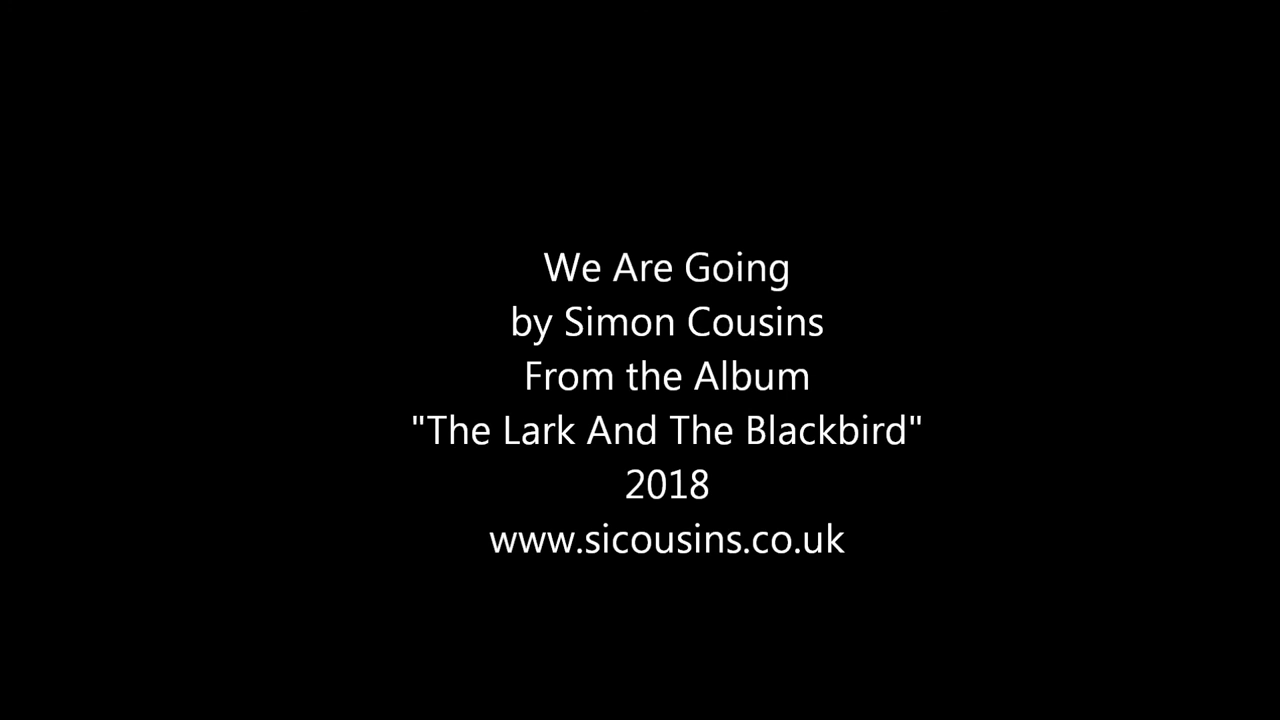 We Are Going
by Simon Cousins
From the Album
"The Lark And The Blackbird"
2018
www.sicousins.co.uk